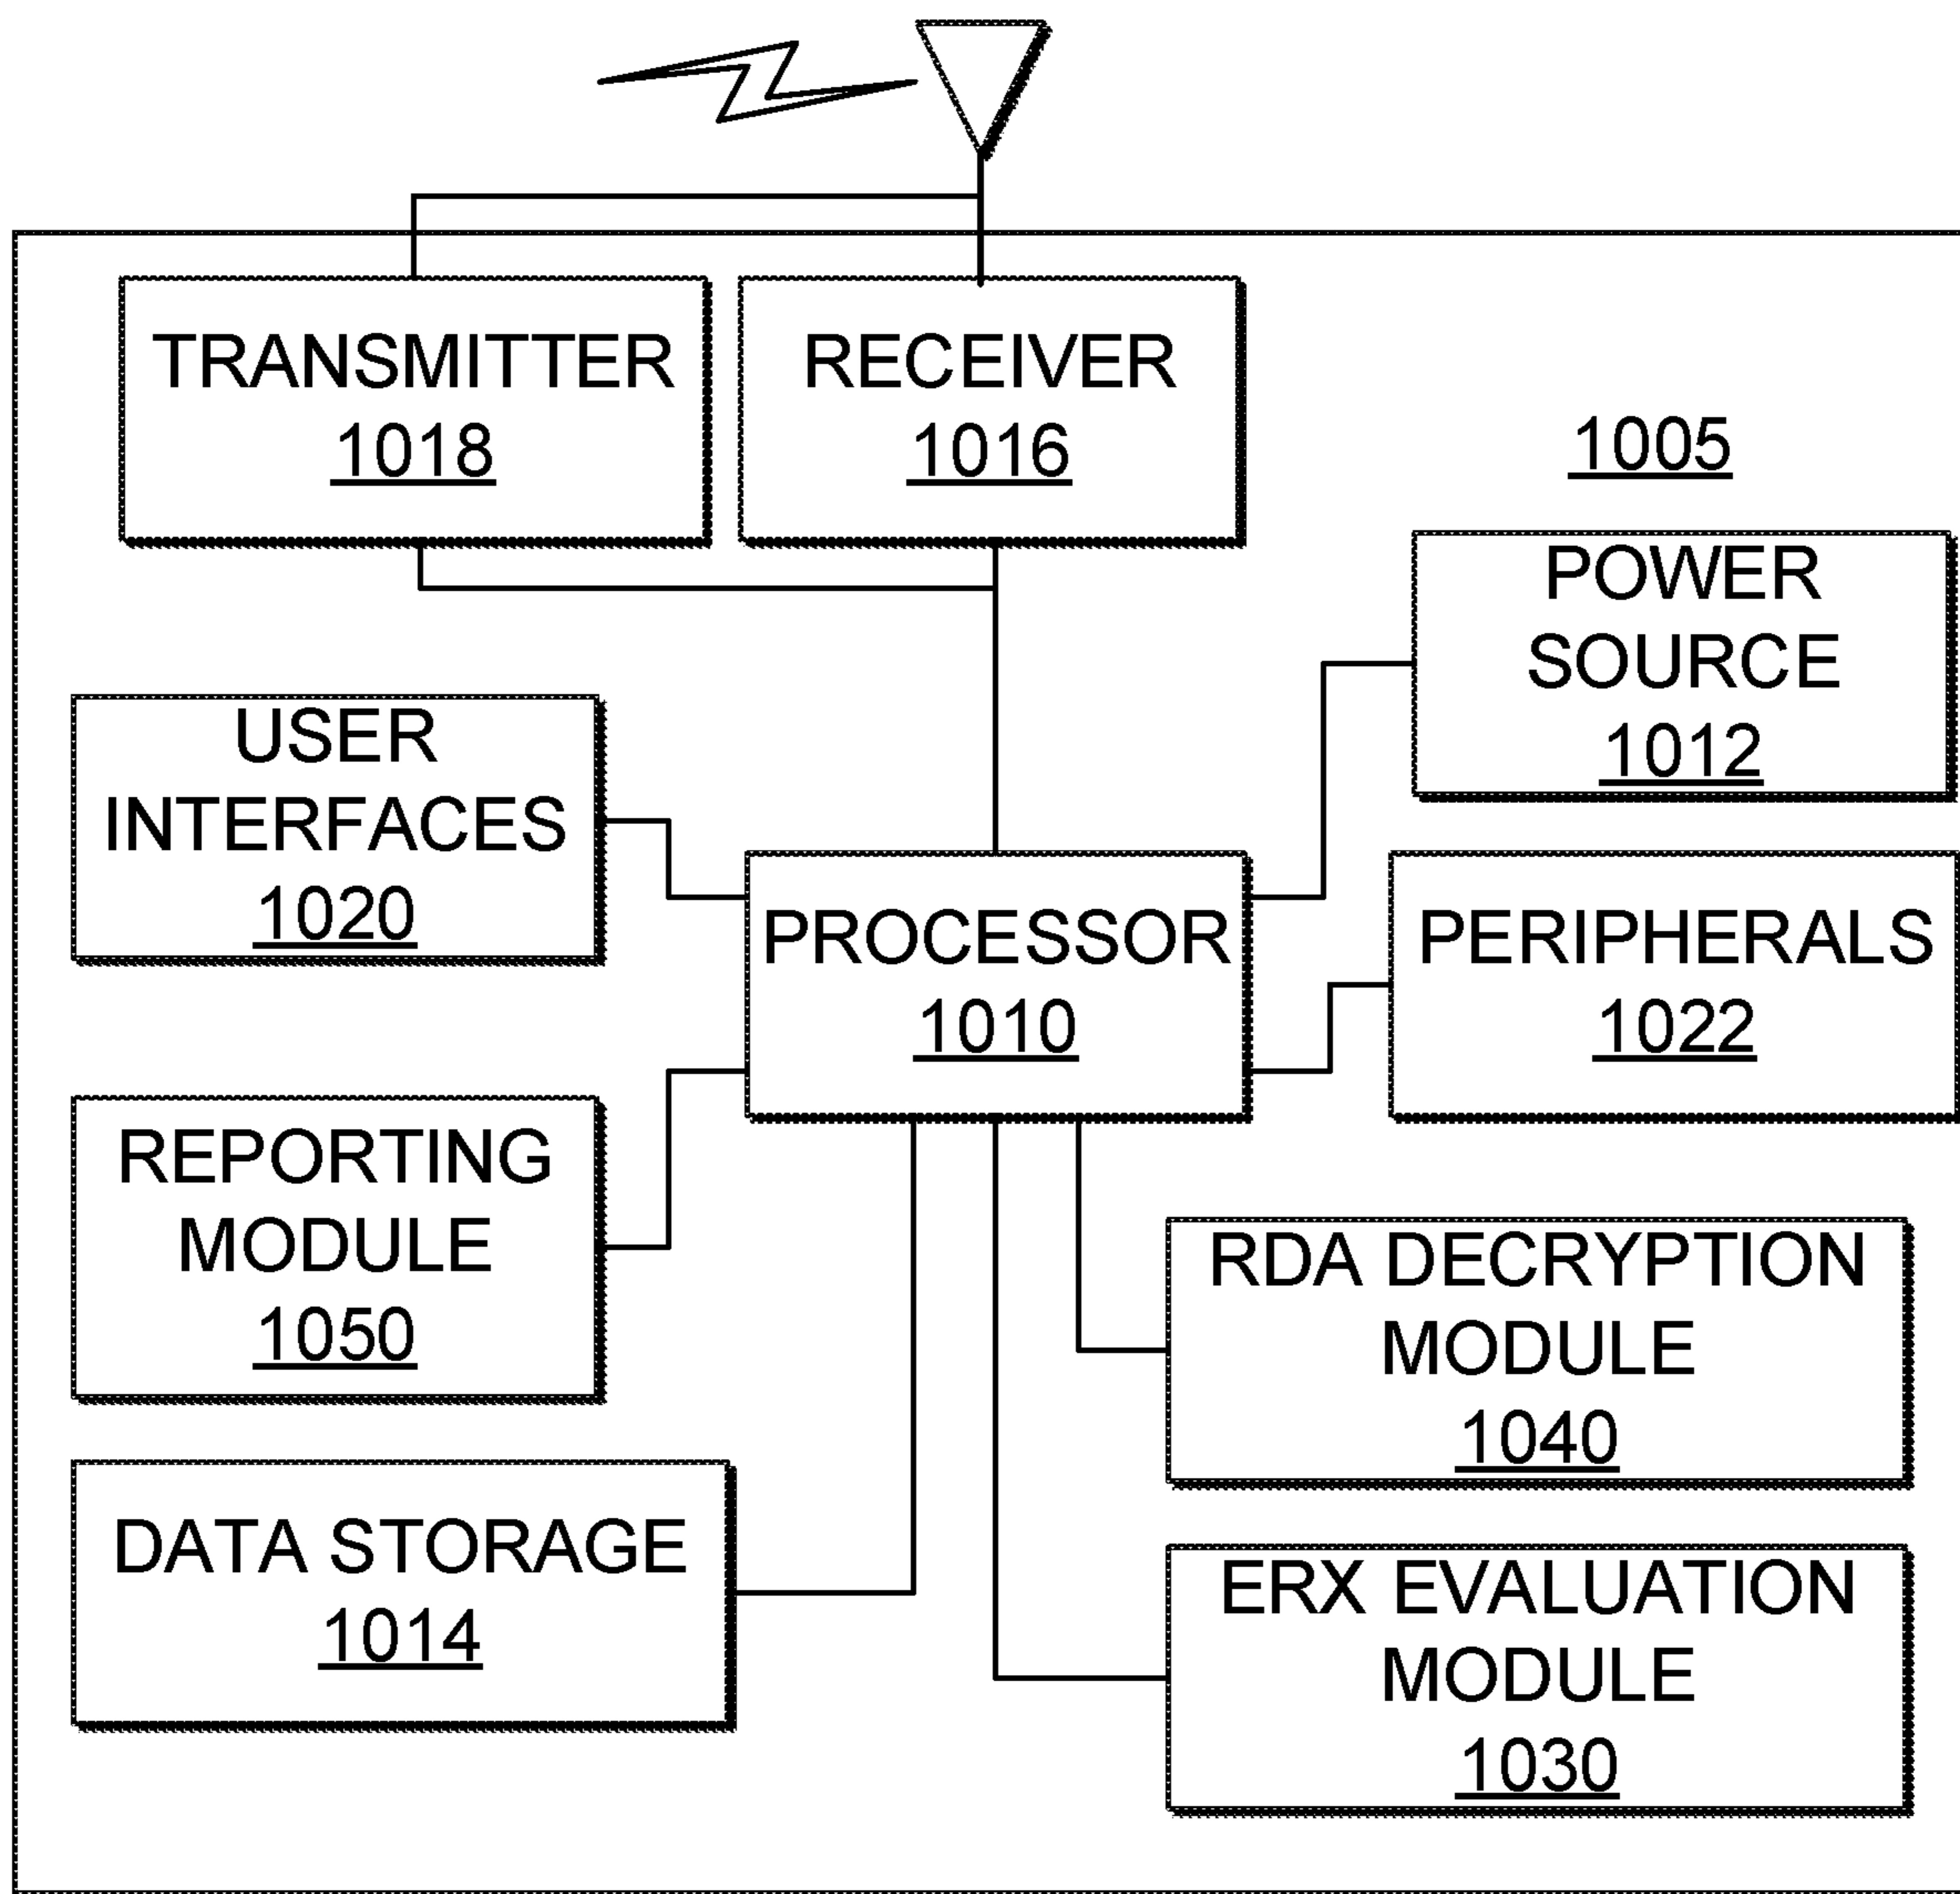 TRANSMITTER
1018
RECEIVER
1016
1005
POWER
SOURCE
1012
USER
INTERFACES
1020
PROCESSOR
1010
PERIPHERALS
1022
REPORTING
MODULE
1050
RDA DECRYPTION
MODULE
1040
DATA STORAGE
1014
ERX EVALUATION
MODULE
1030